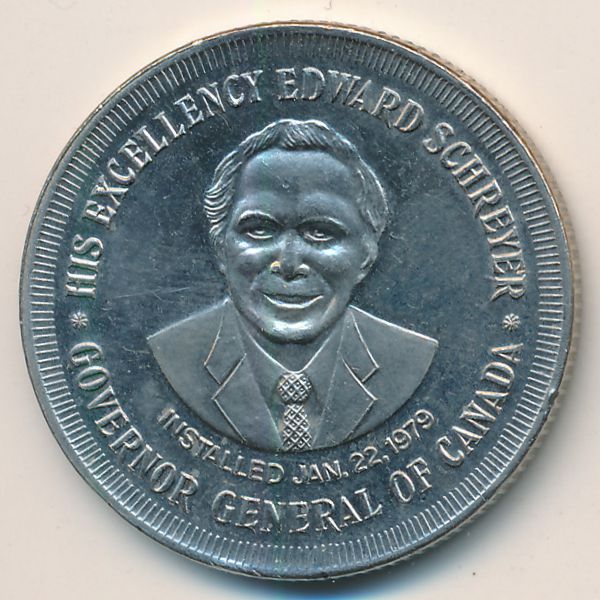 * HIS EXCELLENCY EDWARD SCHREYER *
INSTALLED JAN. 22, 1979
GOVERNOR GENERAL OF CANADA